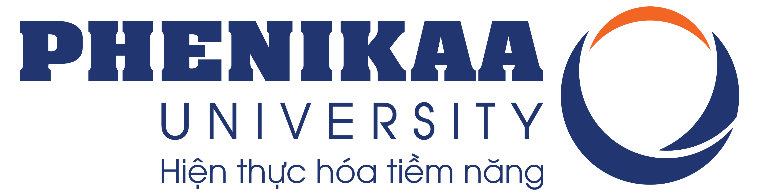 PHENIKAA
UNIVERSITY
Hiện thực hóa tiềm năng